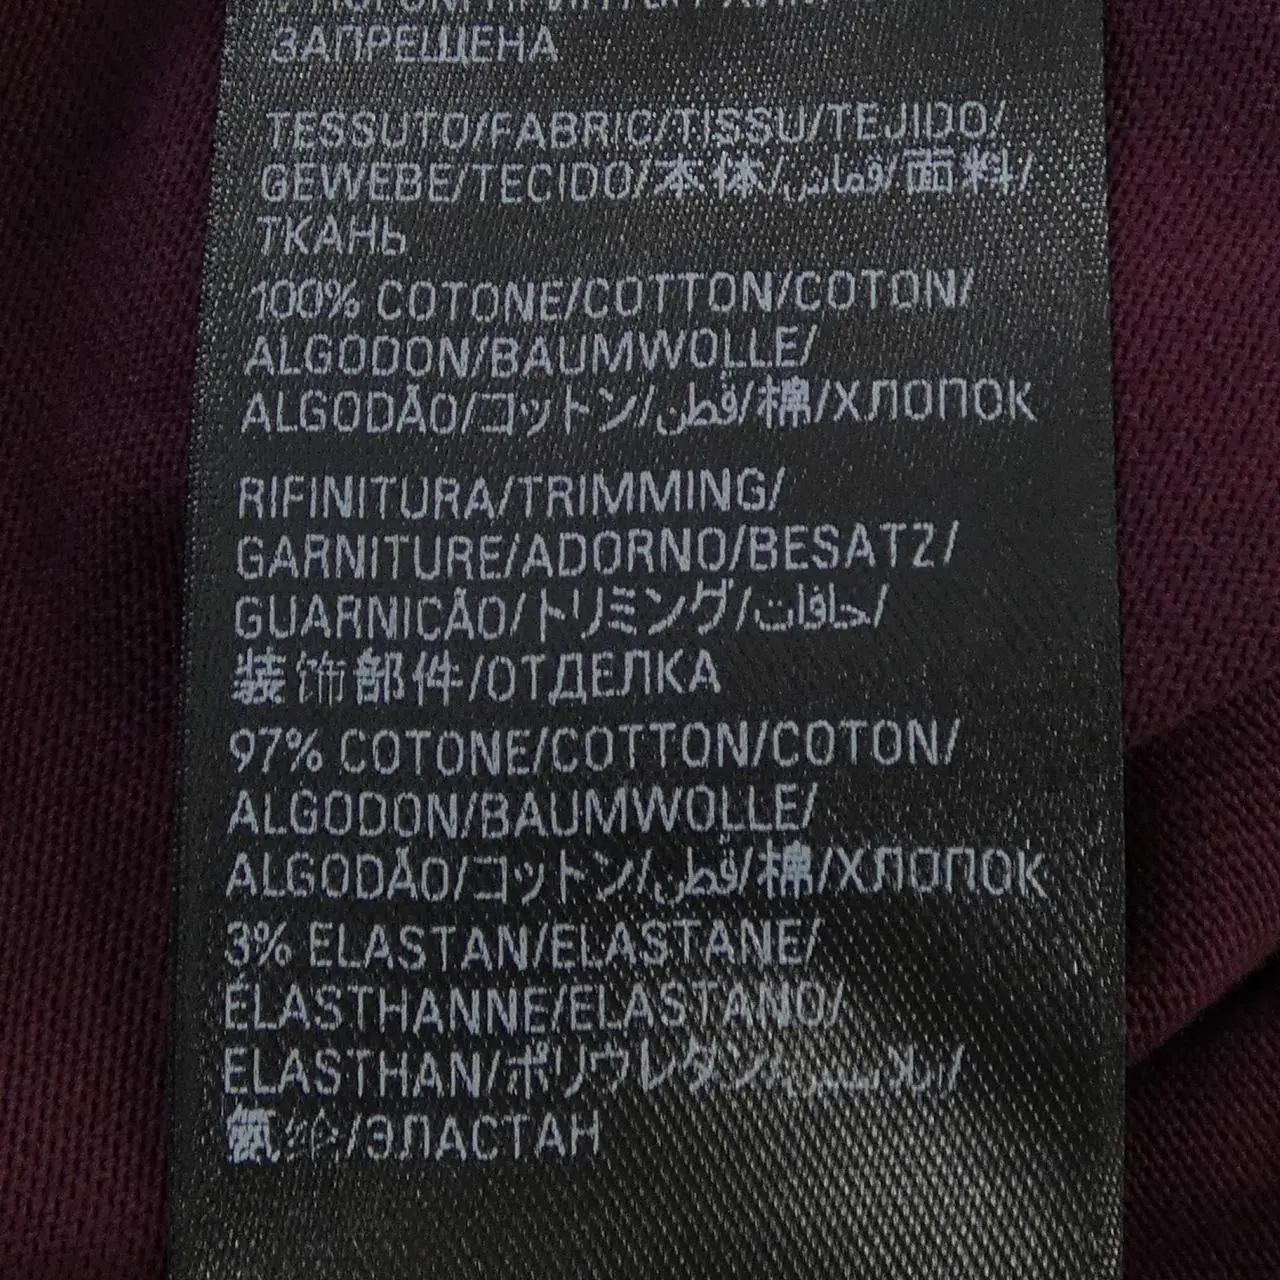 ЗАПРЕЩЕНА
TESSUTO/FABRIC/TISSU/TEJIDO/
GEWEBE/TECIDO/本体/قماش/面料/
ТКАНЬ
100% COTONE/COTTON/COTON/
ALGODON/BAUMWOLLE/
ALGODÃO/コットン/قطن/棉/ХЛОПОК
RIFINITURA/TRIMMING/
GARNITURE/ADORNO/BESATZ/
GUARNICÃO/トリミング/حافات/
装饰部件/ОТДЕЛКА
97% COTONE/COTTON/COTON/
ALGODON/BAUMWOLLE/
ALGODÃO/コットン/قطن/棉/ХЛОПОК
3% ELASTAN/ELASTANE/
ÉLASTHANNE/ELASTANO/
ELASTHAN/ポリウレタン/
氨纶/ЭЛАСТАН